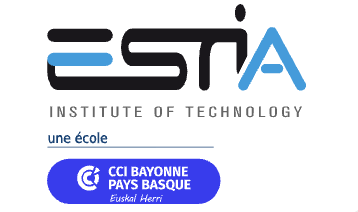 ESTIA
INSTITUTE OF TECHNOLOGY
une école
CCI BAYONNE
PAYS BASQUE
Euskal Herri